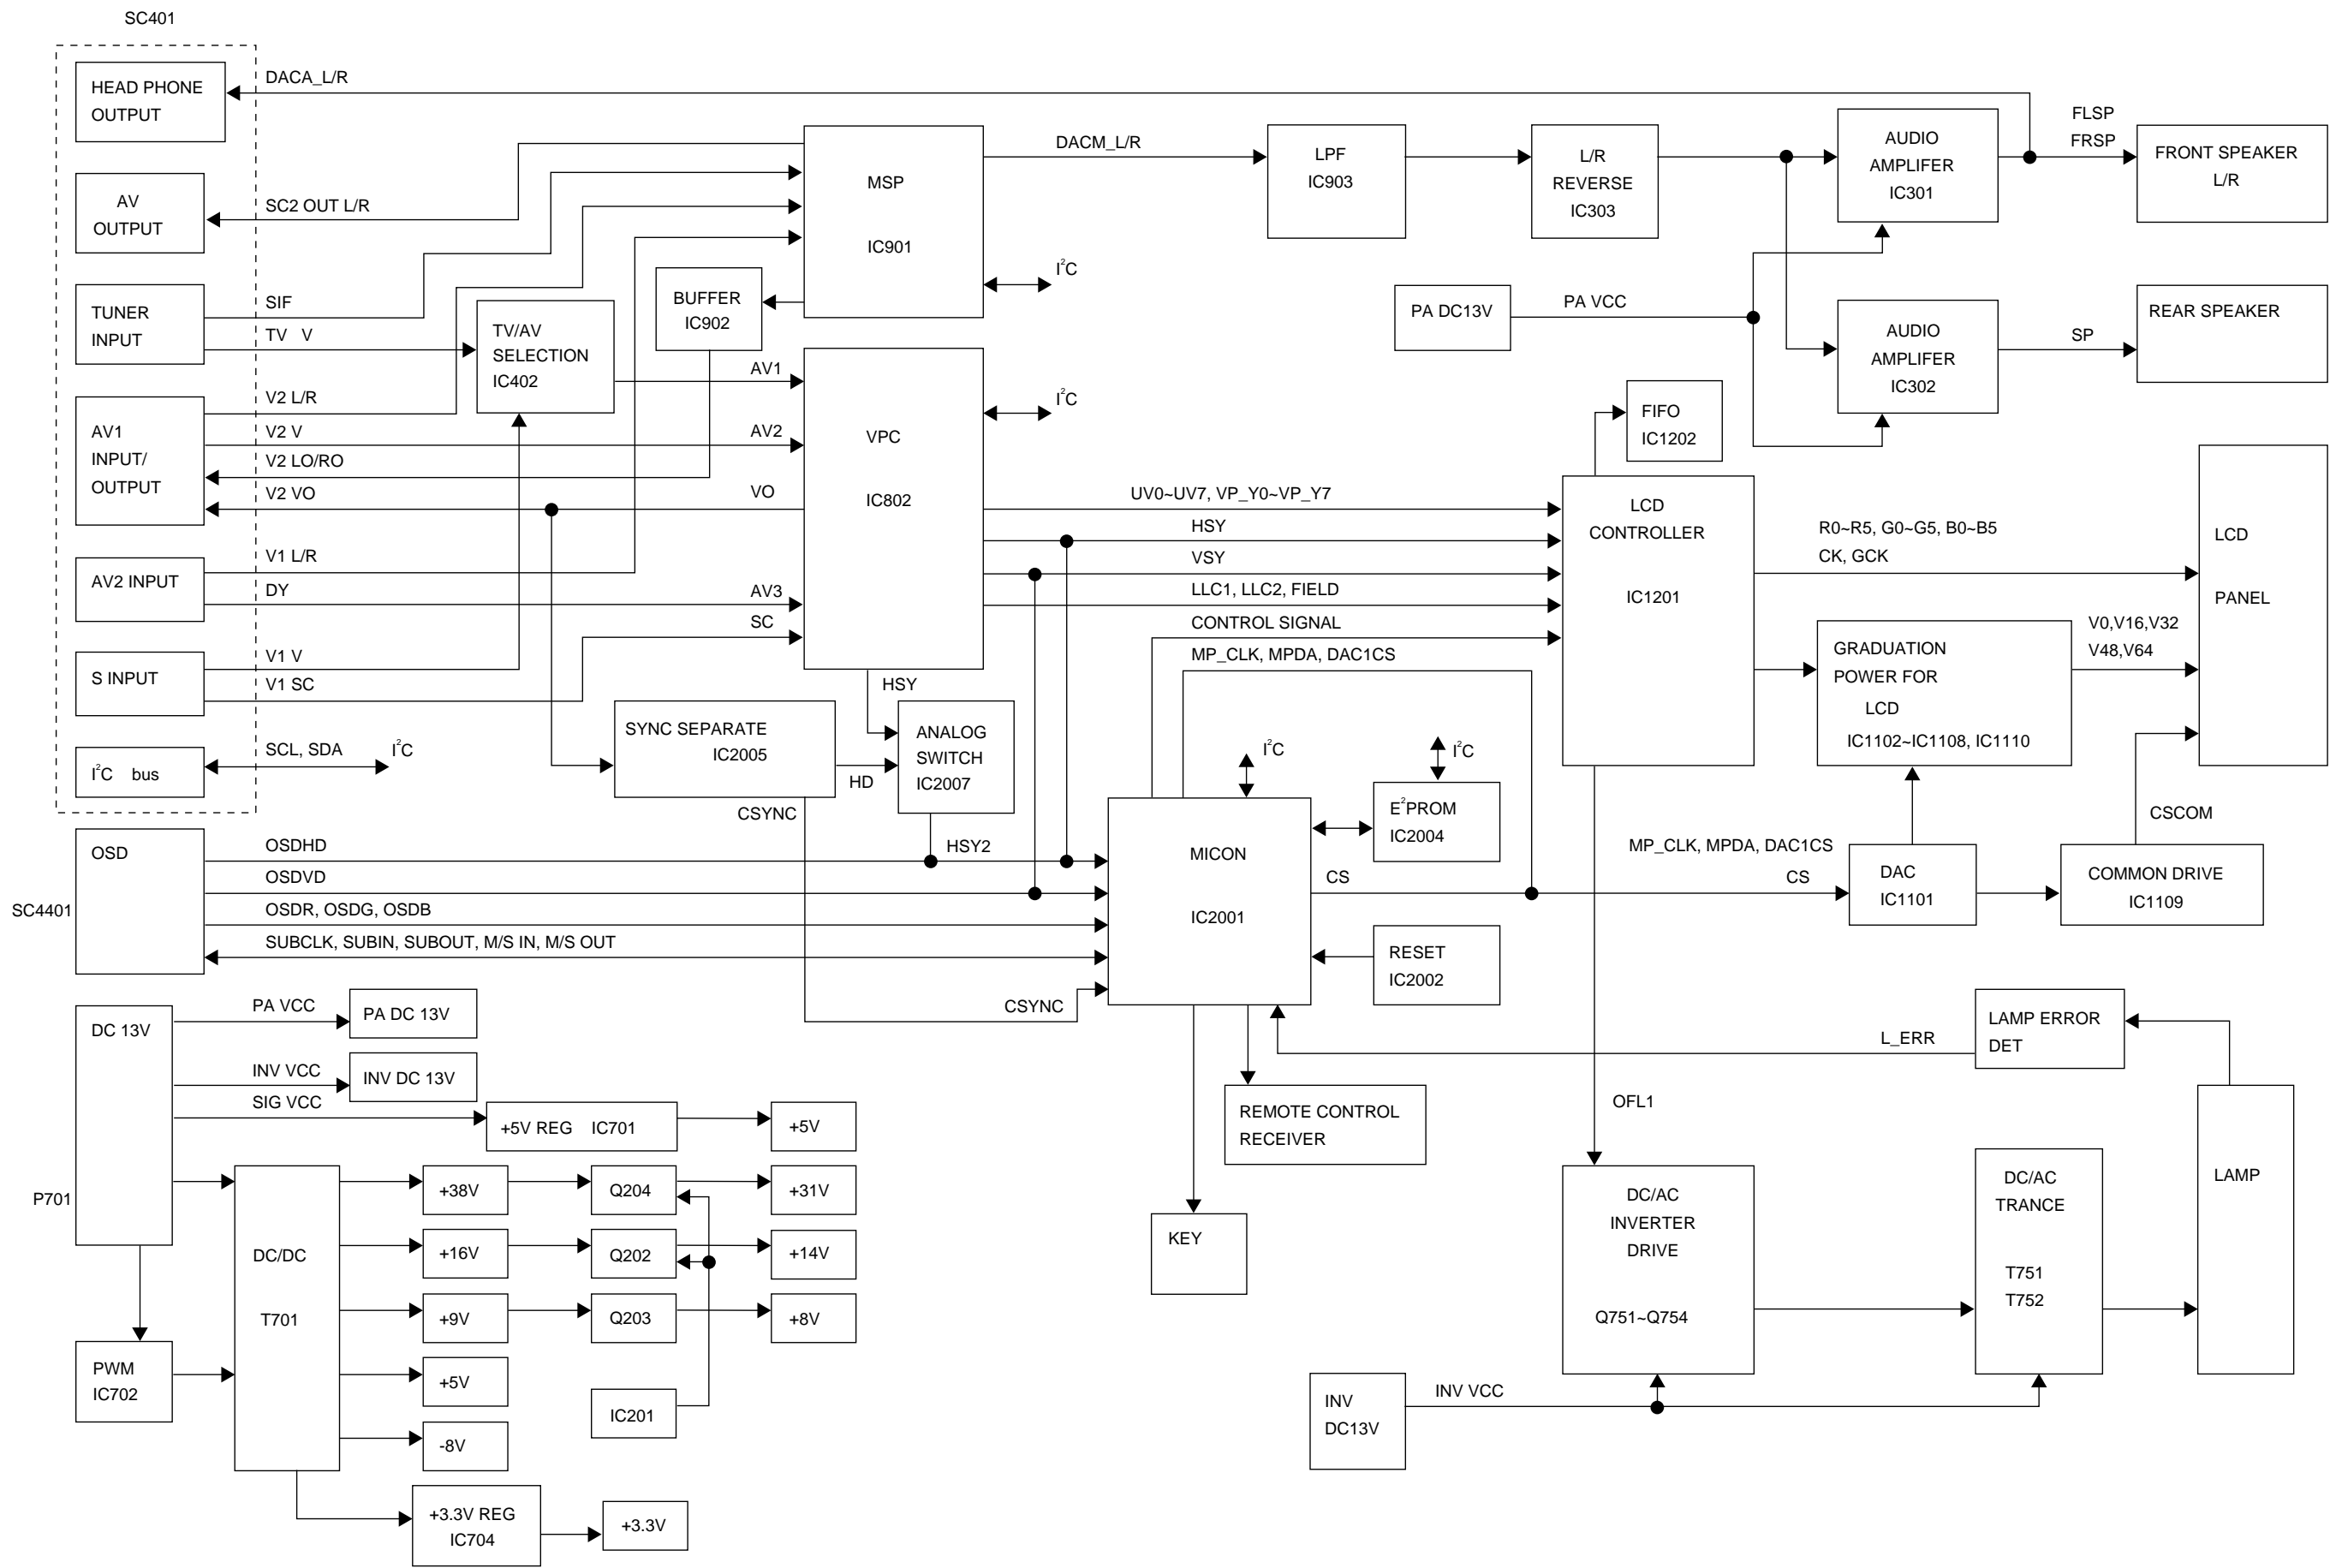 SC401
HEAD PHONE
OUTPUT
DACA_L/R
AV
OUTPUT
SC2 OUT L/R
TUNER
INPUT
SIF
TV V
AV1
INPUT/
OUTPUT
V2 L/R
V2 V
V2 LO/RO
V2 VO
AV2 INPUT
V1 L/R
DY
S INPUT
V1 V
V1 SC
I²C bus
SCL, SDA
I²C
TV/AV
SELECTION
IC402
BUFFER
IC902
MSP
IC901
I²C
DACM_L/R
LPF
IC903
L/R
REVERSE
IC303
AUDIO
AMPLIFER
IC301
FLSP
FRSP
FRONT SPEAKER
L/R
PA DC13V
PA VCC
AUDIO
AMPLIFER
IC302
SP
REAR SPEAKER
AV1
AV2
VO
AV3
SC
VPC
IC802
I²C
UV0~UV7, VP_Y0~VP_Y7
HSY
VSY
LLC1, LLC2, FIELD
CONTROL SIGNAL
MP_CLK, MPDA, DAC1CS
FIFO
IC1202
LCD
CONTROLLER
IC1201
R0~R5, G0~G5, B0~B5
CK, GCK
LCD
PANEL
GRADUATION
POWER FOR
LCD
IC1102~IC1108, IC1110
V0,V16,V32
V48,V64
CSCOM
SYNC SEPARATE
IC2005
HSY
HD
ANALOG
SWITCH
IC2007
CSYNC
I²C
I²C
E²PROM
IC2004
MICON
IC2001
RESET
IC2002
CS
MP_CLK, MPDA, DAC1CS
CS
DAC
IC1101
COMMON DRIVE
IC1109
SC4401
OSD
OSDHD
HSY2
OSDVD
OSDR, OSDG, OSDB
SUBCLK, SUBIN, SUBOUT, M/S IN, M/S OUT
CSYNC
LAMP ERROR
DET
L_ERR
REMOTE CONTROL
RECEIVER
KEY
OFL1
DC/AC
INVERTER
DRIVE
Q751~Q754
DC/AC
TRANCE
T751
T752
LAMP
INV
DC13V
INV VCC
P701
DC 13V
PA VCC
PA DC 13V
INV VCC
INV DC 13V
SIG VCC
+5V REG IC701
+5V
DC/DC
T701
+38V
Q204
+31V
+16V
Q202
+14V
+9V
Q203
+8V
+5V
-8V
IC201
PWM
IC702
+3.3V REG
IC704
+3.3V